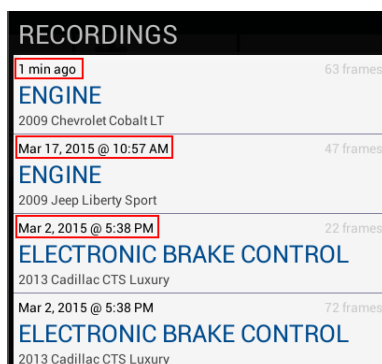 RECORDINGS
1 min ago 63 frames
ENGINE
2009 Chevrolet Cobalt LT
Mar 17, 2015 @ 10:57 AM 47 frames
ENGINE
2009 Jeep Liberty Sport
Mar 2, 2015 @ 5:38 PM 22 frames
ELECTRONIC BRAKE CONTROL
2013 Cadillac CTS Luxury
Mar 2, 2015 @ 5:38 PM 72 frames
ELECTRONIC BRAKE CONTROL
2013 Cadillac CTS Luxury